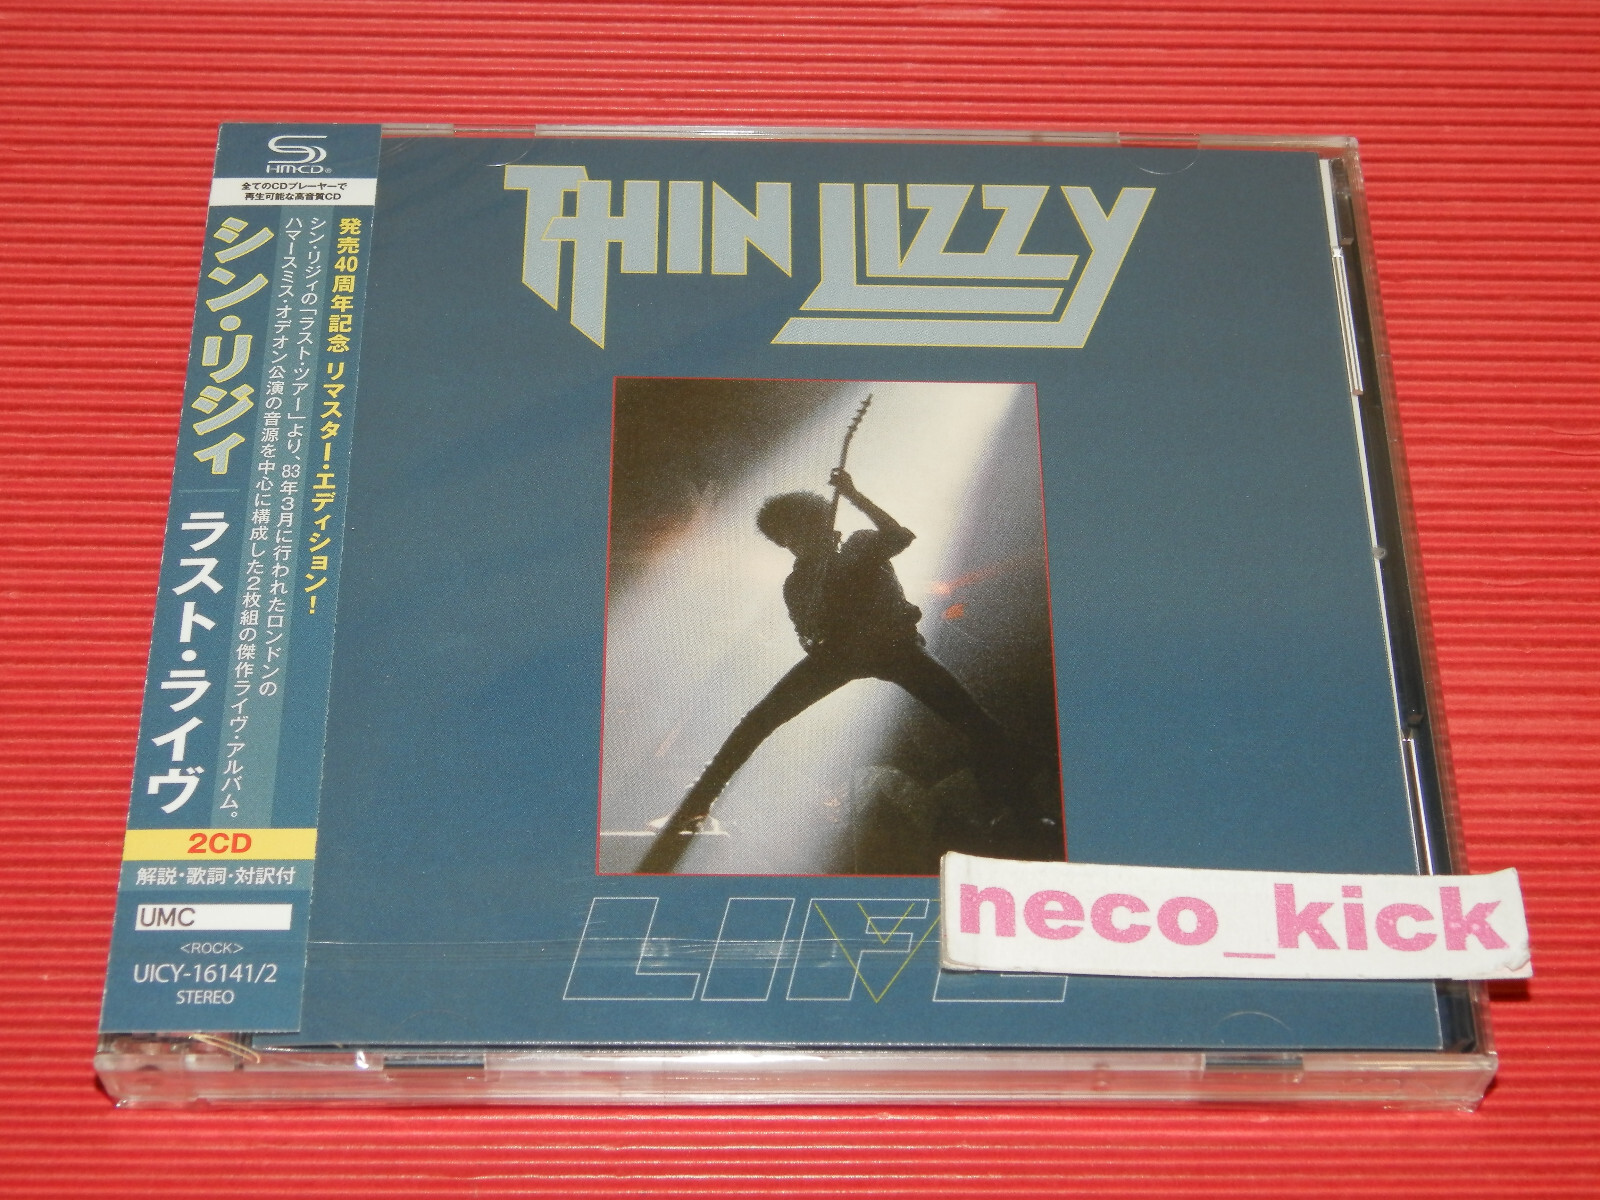 SHM-CD®
全てのCDプレーヤーで
再生可能な高音質CD
発売40周年記念 リマスター・エディション!
シン・リジィの「ラスト・ツアー」より、83年3月に行われたロンドンの
ハマースミス・オデオン公演の音源を中心に構成した2枚組の傑作ライヴ・アルバム。
シン・リジィ
ラスト・ライヴ
2CD
解説・歌詞・対訳付
UMC
<ROCK>
UICY-16141/2
STEREO
THIN LIZZY
LIFE
neco_kick